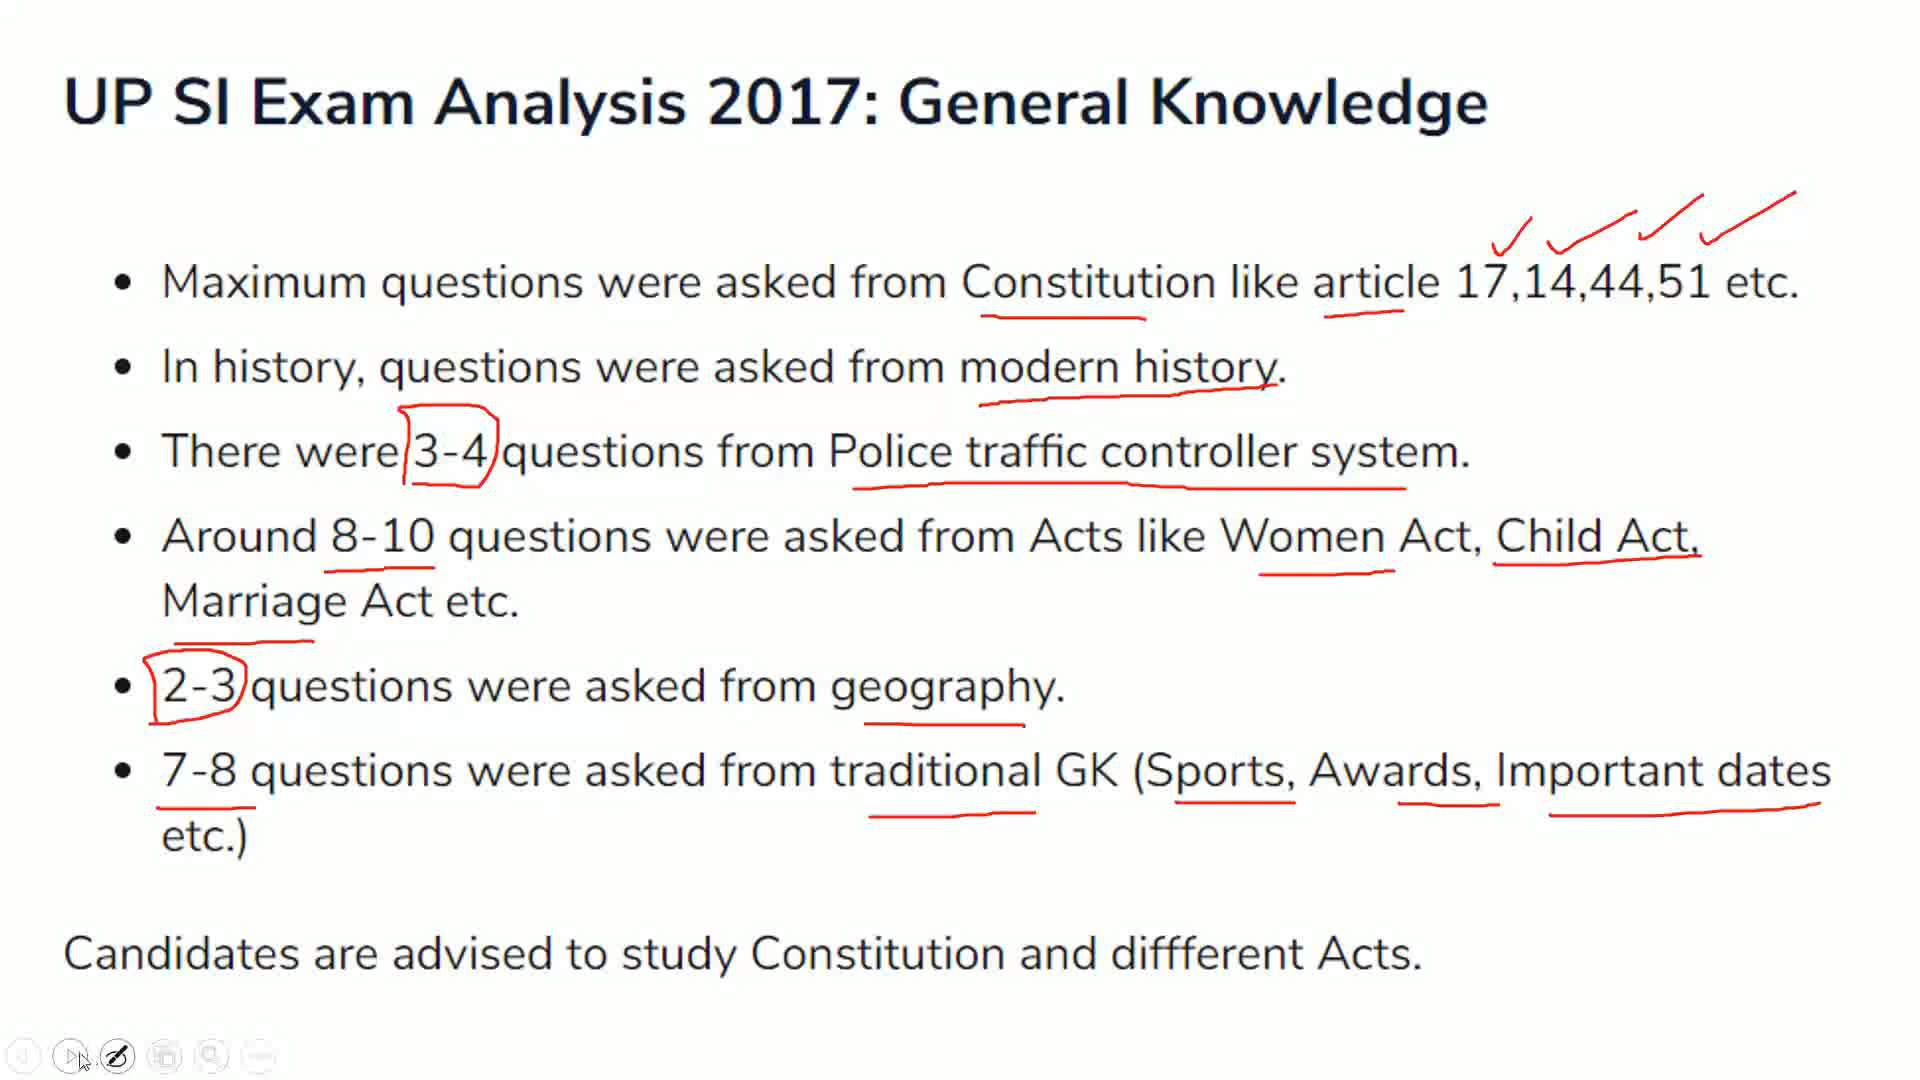 UP SI Exam Analysis 2017: General Knowledge
• Maximum questions were asked from Constitution like article 17,14,44,51 etc.
• In history, questions were asked from modern history.
• There were 3-4 questions from Police traffic controller system.
• Around 8-10 questions were asked from Acts like Women Act, Child Act,
Marriage Act etc.
• 2-3 questions were asked from geography.
• 7-8 questions were asked from traditional GK (Sports, Awards, Important dates
etc.)
Candidates are advised to study Constitution and diffferent Acts.